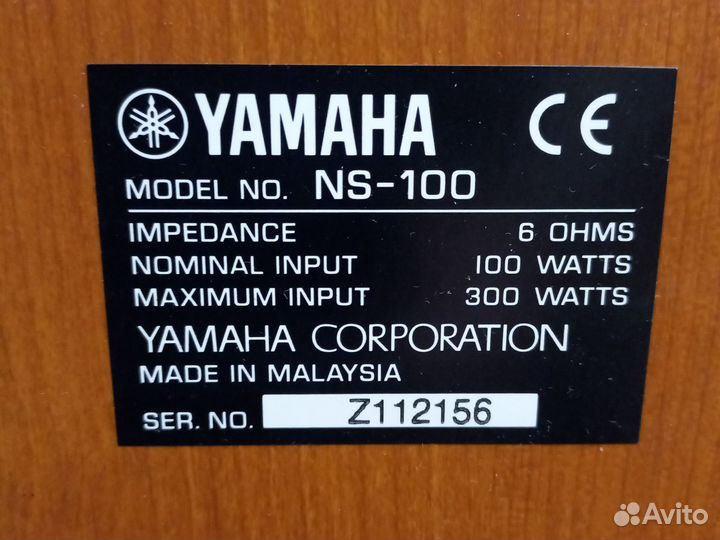 YAMAHA CE
MODEL NO. NS-100
IMPEDANCE 6 OHMS
NOMINAL INPUT 100 WATTS
MAXIMUM INPUT 300 WATTS
YAMAHA CORPORATION
MADE IN MALAYSIA
SER. NO. Z112156
Avito